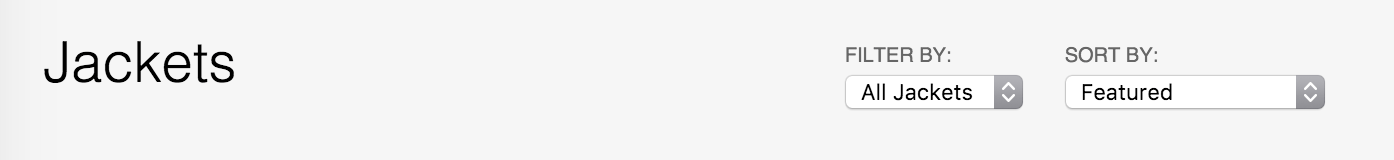 Jackets
FILTER BY:
All Jackets
SORT BY:
Featured